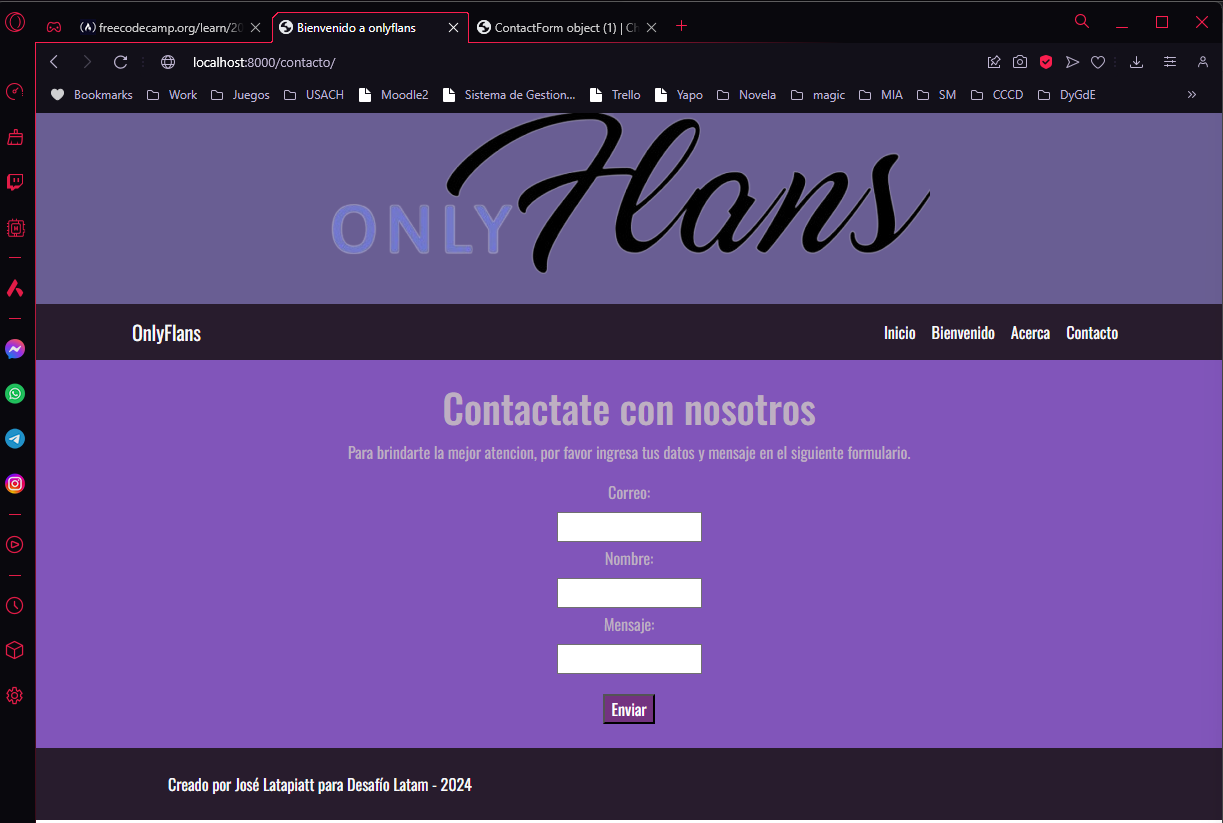 freecodecamp.org/learn/20
Bienvenido a onlyflans
ContactForm object (1) | Ch
localhost:8000/contacto/
Bookmarks Work Juegos USACH Moodle2 Sistema de Gestion... Trello Yapo Novela magic MIA SM CCCD DyGdE
ONLY Flans
OnlyFlans
Inicio Bienvenido Acerca Contacto
Contactate con nosotros
Para brindarte la mejor atencion, por favor ingresa tus datos y mensaje en el siguiente formulario.
Correo:
Nombre:
Mensaje:
Enviar
Creado por José Latapiatt para Desafío Latam - 2024